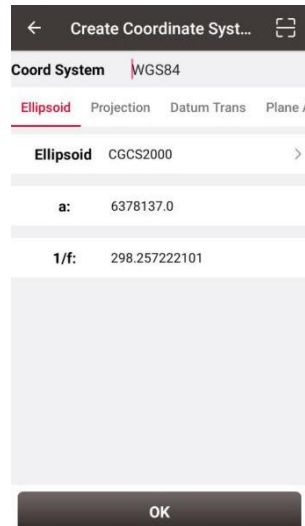 Create Coordinate Syst...
Coord System WGS84
Ellipsoid Projection Datum Trans Plane
Ellipsoid CGCS2000
a: 6378137.0
1/f: 298.257222101
OK